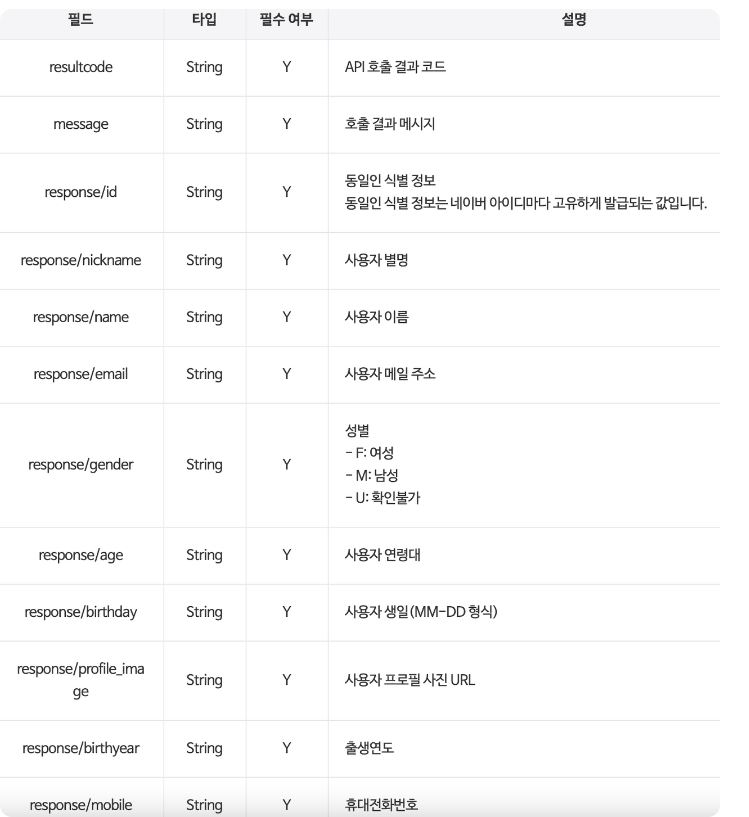 필드 타입 필수 여부 설명
resultcode String Y API 호출 결과 코드
message String Y 호출 결과 메시지
response/id String Y 동일인 식별 정보
동일인 식별 정보는 네이버 아이디마다 고유하게 발급되는 값입니다.
response/nickname String Y 사용자 별명
response/name String Y 사용자 이름
response/email String Y 사용자 메일 주소
response/gender String Y 성별
- F: 여성
- M: 남성
- U: 확인불가
response/age String Y 사용자 연령대
response/birthday String Y 사용자 생일(MM-DD 형식)
response/profile_ima
ge String Y 사용자 프로필 사진 URL
response/birthyear String Y 출생연도
response/mobile String Y 휴대전화번호